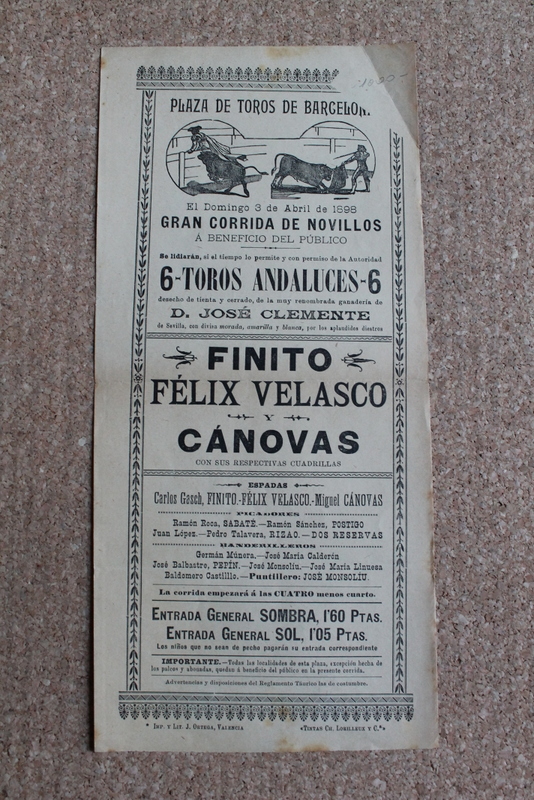 PLAZA DE TOROS DE BARCELON.
El Domingo 3 de Abril de 1898
GRAN CORRIDA DE NOVILLOS
Á BENEFICIO DEL PÚBLICO
Se lidiarán, si el tiempo lo permite y con permiso de la Autoridad
6-TOROS ANDALUCES-6
desecho de tienta y cerrado, de la muy renombrada ganadería de
D. JOSÉ CLEMENTE
de Sevilla, con divisa morada, amarilla y blanca, por los aplaudidos diestros
FINITO
FÉLIX VELASCO
Y
CÁNOVAS
CON SUS RESPECTIVAS CUADRILLAS
ESPADAS
Carlos Gasch, FINITO.-FÉLIX VELASCO.-Miguel CÁNOVAS
PICADORES
Ramón Roca, SABATÉ.—Ramón Sánchez, POSTIGO
Juan López.—Pedro Talavera, RIZAO.—DOS RESERVAS
BANDERILLEROS
Germán Múnera.—José María Calderón
José Balbastre, PEPÍN.—José Monsolíu.—José María Linuesa
Baldomero Castilllo.—Puntillero: JOSÉ MONSOLÍU.
La corrida empezará á las CUATRO menos cuarto.
ENTRADA GENERAL SOMBRA, 1'60 PTAS.
ENTRADA GENERAL SOL, 1'05 PTAS.
Los niños que no sean de pecho pagarán su entrada correspondiente
IMPORTANTE.—Todas las localidades de esta plaza, excepción hecha de
los palcos y abonadas, quedan á beneficio del público en la presente corrida.
Advertencias y disposiciones del Reglamento Técnico las de costumbre.
* IMP. Y LIT. J. ORTEGA, VALENCIA
*TINTAS CH. LORILLEUX Y C.ª*